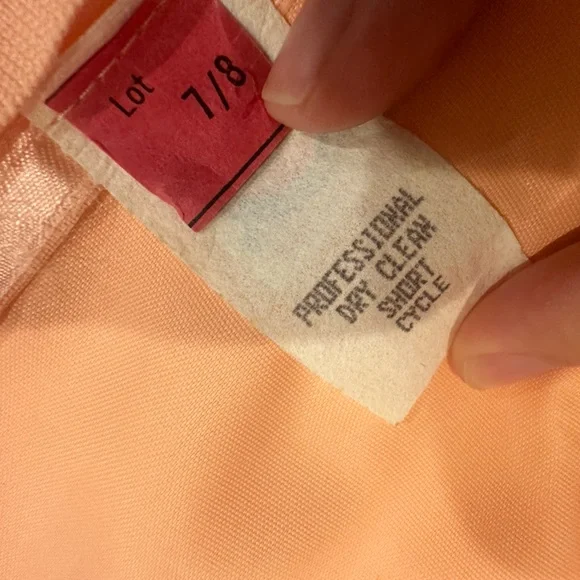 Lot 7/8
PROFESSIONAL
DRY CLEAN
SHORT
CYCLE